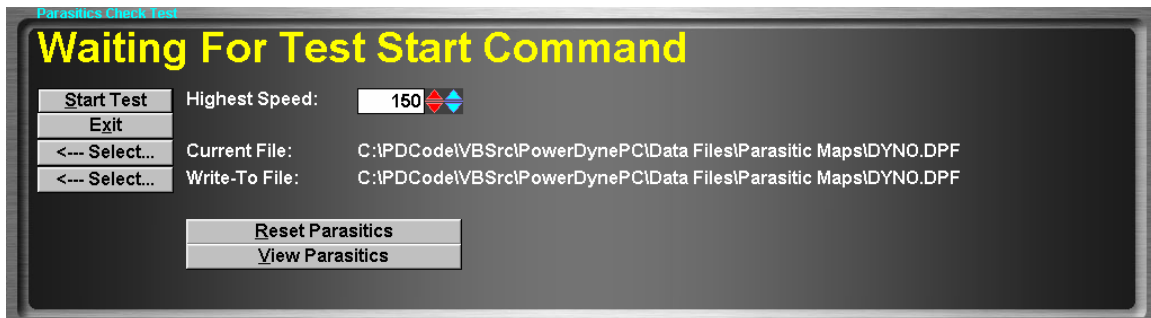 Parasitics Check Test
Waiting For Test Start Command
Start Test Highest Speed: 150
Exit
<--- Select... Current File: C:\PDCode\VBSrc\PowerDynePC\Data Files\Parasitic Maps\DYNO.DPF
<--- Select... Write-To File: C:\PDCode\VBSrc\PowerDynePC\Data Files\Parasitic Maps\DYNO.DPF
Reset Parasitics
View Parasitics